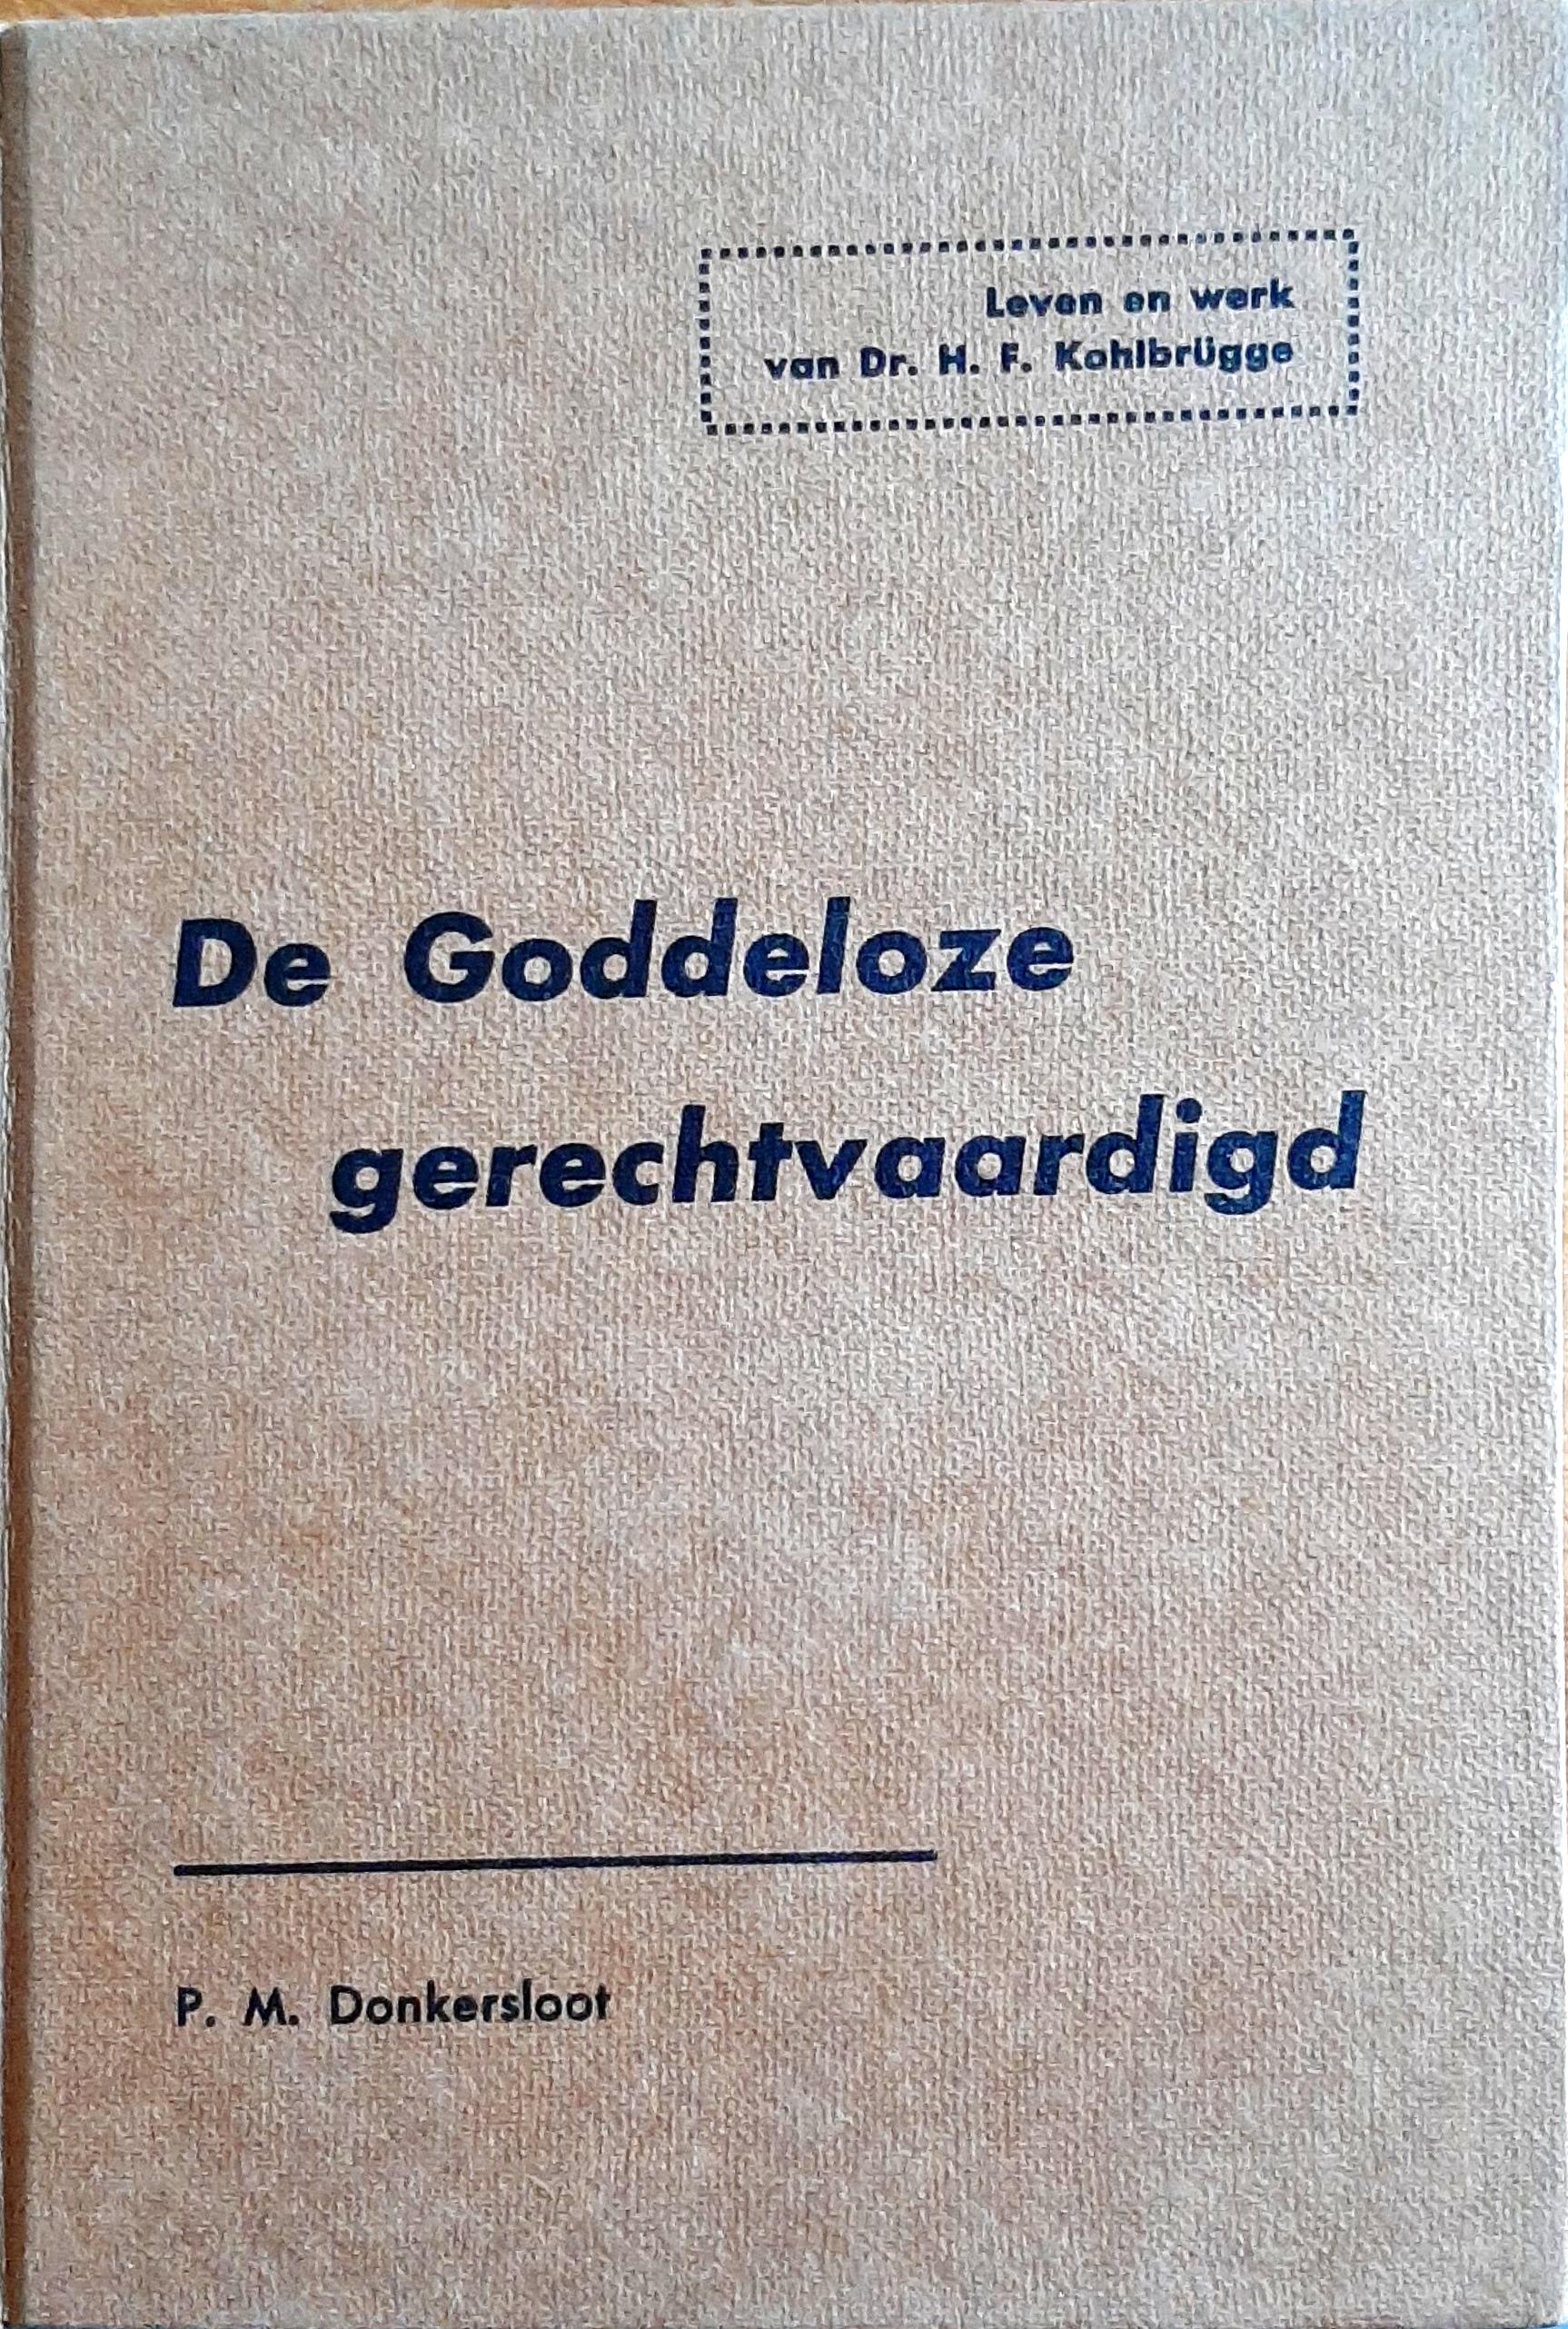 Leven en werk
van Dr. H. F. Kohlbrügge
De Goddeloze
gerechtvaardigd
P. M. Donkersloot